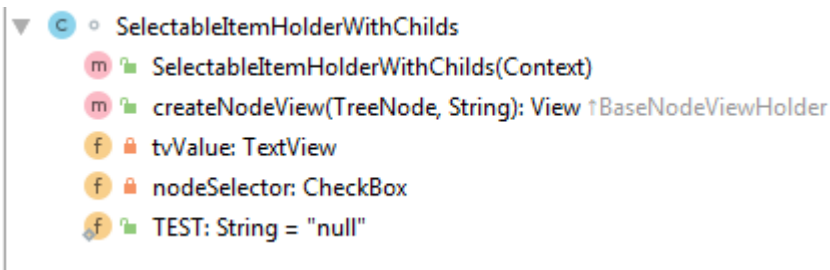 C SelectableItemHolderWithChilds
m SelectableItemHolderWithChilds(Context)
m createNodeView(TreeNode, String): View ↑BaseNodeViewHolder
f tvValue: TextView
f nodeSelector: CheckBox
f TEST: String = "null"